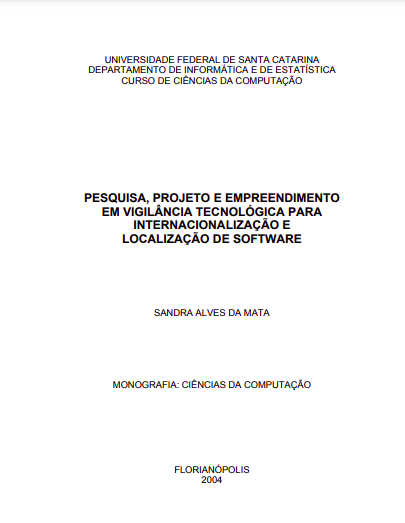 UNIVERSIDADE FEDERAL DE SANTA CATARINA
DEPARTAMENTO DE INFORMÁTICA E DE ESTATÍSTICA
CURSO DE CIÊNCIAS DA COMPUTAÇÃO
PESQUISA, PROJETO E EMPREENDIMENTO
EM VIGILÂNCIA TECNOLÓGICA PARA
INTERNACIONALIZAÇÃO E
LOCALIZAÇÃO DE SOFTWARE
SANDRA ALVES DA MATA
MONOGRAFIA: CIÊNCIAS DA COMPUTAÇÃO
FLORIANÓPOLIS
2004